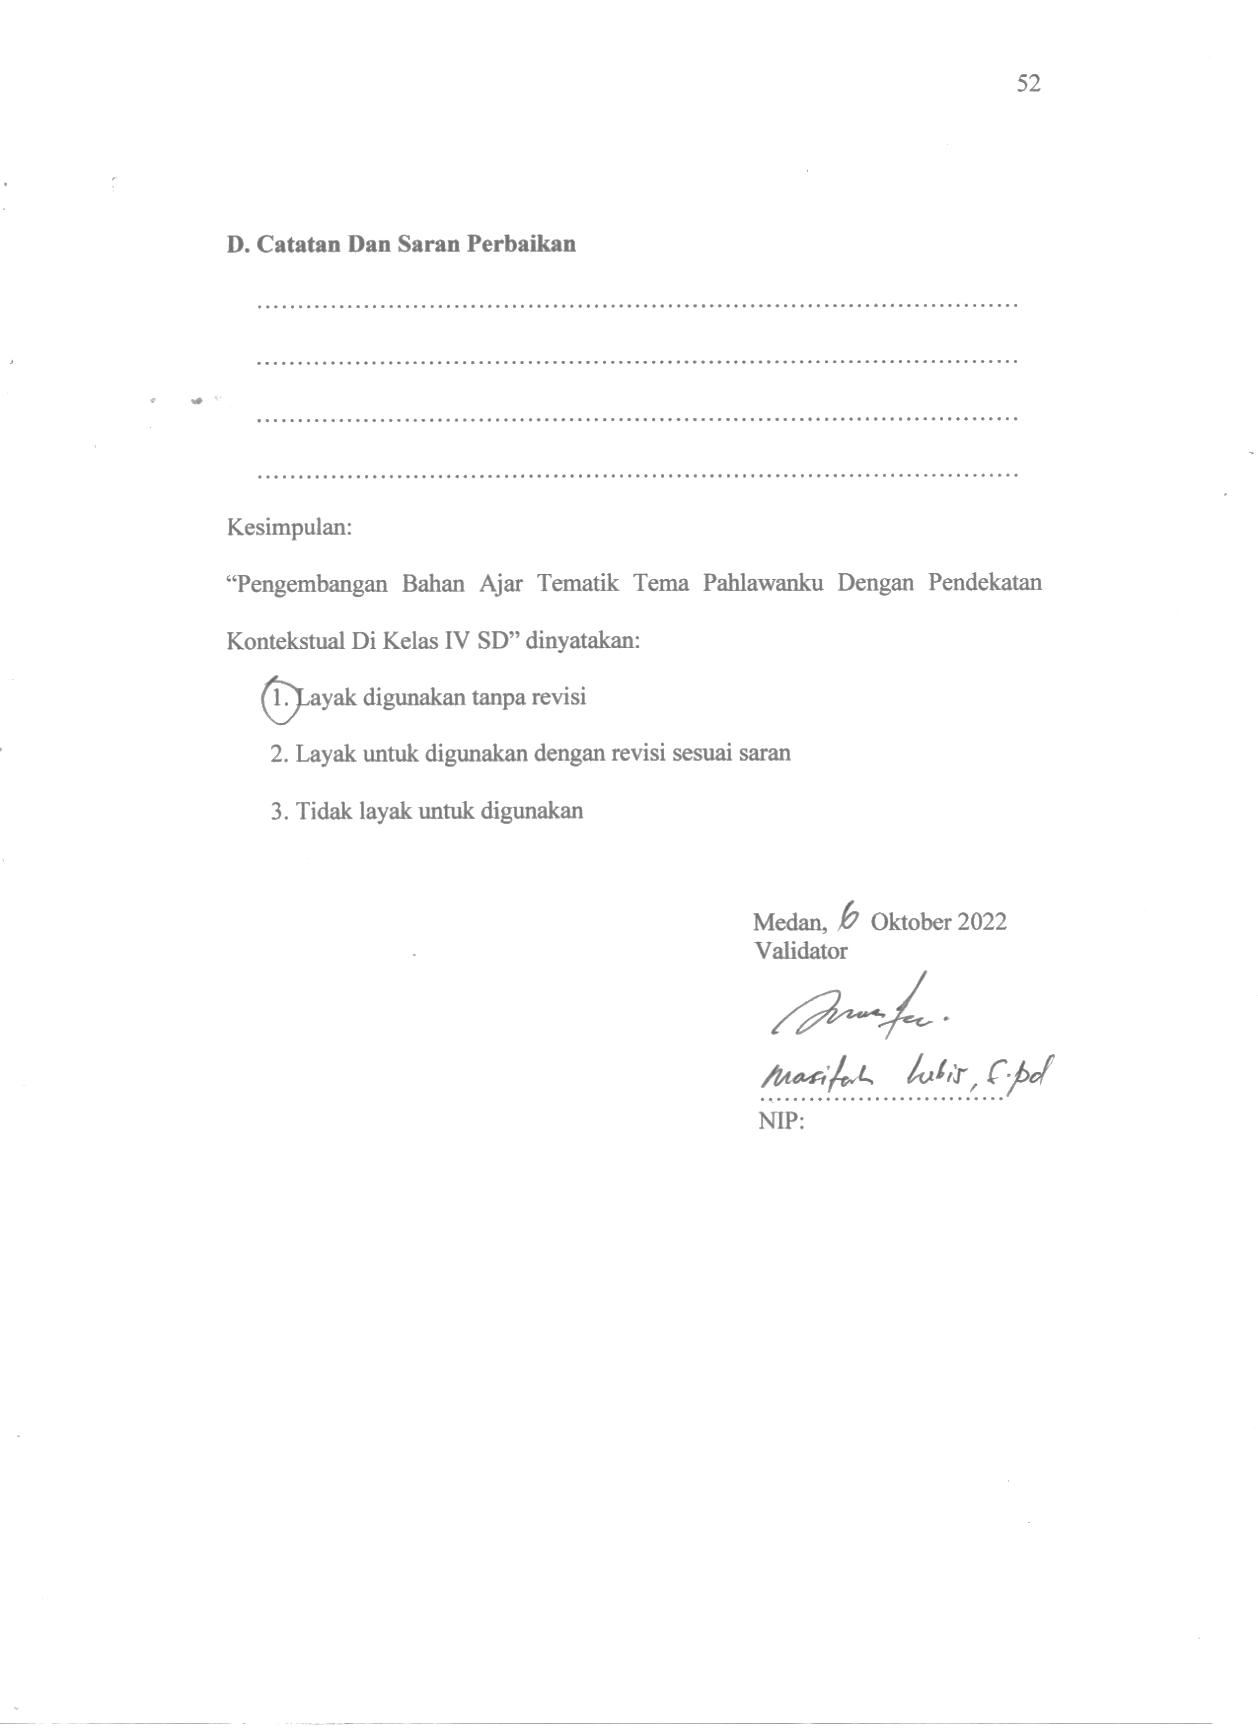 52
D. Catatan Dan Saran Perbaikan
............................................................................................
............................................................................................
............................................................................................
............................................................................................
Kesimpulan:
“Pengembangan Bahan Ajar Tematik Tema Pahlawanku Dengan Pendekatan
Kontekstual Di Kelas IV SD” dinyatakan:
1. Layak digunakan tanpa revisi
2. Layak untuk digunakan dengan revisi sesuai saran
3. Tidak layak untuk digunakan
Medan, 6 Oktober 2022
Validator
Masitah Lubis, S.pd
..............................
NIP: